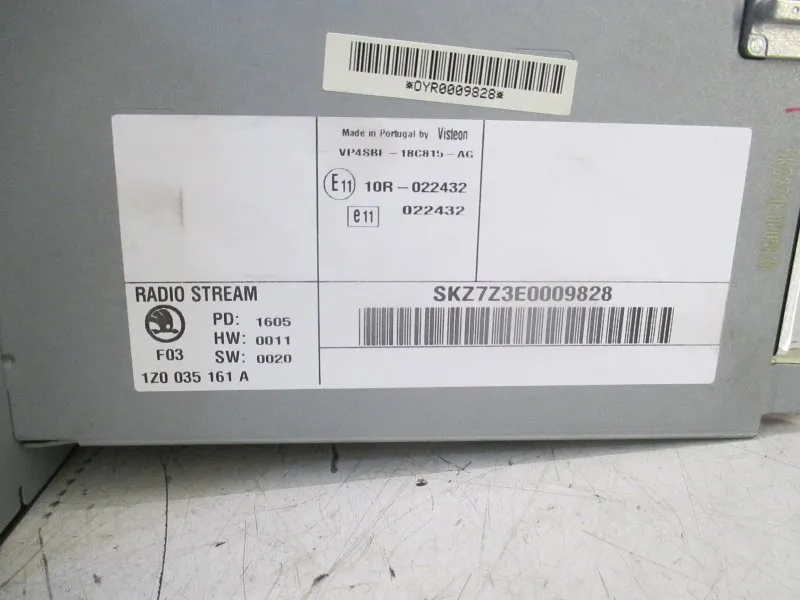 *OYR0009828*
Made in Portugal by Visteon
VP4SBF-18C815-AG
E11 10R-022432
e11 022432
RADIO STREAM
PD: 1605
HW: 0011
F03 SW: 0020
1Z0 035 161 A
SKZ7Z3E0009828